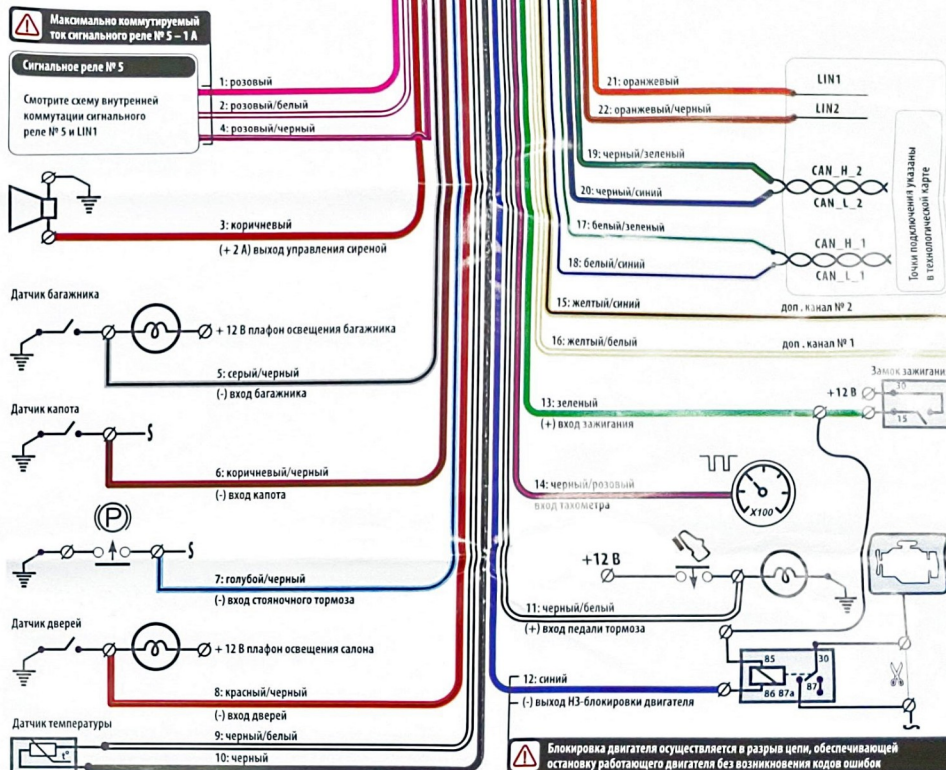 Максимально коммутируемый
ток сигнального реле № 5 – 1 А
Сигнальное реле № 5
Смотрите схему внутренней
коммутации сигнального
реле № 5 и LIN1
1: розовый
2: розовый/белый
4: розовый/черный
3: коричневый
(+ 2 А) выход управления сиреной
Датчик багажника
+ 12 В плафон освещения багажника
5: серый/черный
(-) вход багажника
Датчик капота
6: коричневый/черный
(-) вход капота
P
7: голубой/черный
(-) вход стояночного тормоза
Датчик дверей
+ 12 В плафон освещения салона
8: красный/черный
(-) вход дверей
Датчик температуры
9: черный/белый
10: черный
t°
21: оранжевый
LIN1
22: оранжевый/черный
LIN2
19: черный/зеленый
CAN_H_2
20: черный/синий
CAN_L_2
17: белый/зеленый
CAN_H_1
18: белый/синий
CAN_L_1
Точки подключения указаны
в технологической карте
15: желтый/синий
доп. канал № 2
16: желтый/белый
доп. канал № 1
Замок зажигани
+12 В
30
15
13: зеленый
(+) вход зажигания
14: черный/розовый
вход тахометра
X100
+12 В
11: черный/белый
(+) вход педали тормоза
12: синий
(-) выход НЗ-блокировки двигателя
85
30
86
87a
87
Блокировка двигателя осуществляется в разрыв цепи, обеспечивающей
остановку работающего двигателя без возникновения кодов ошибок